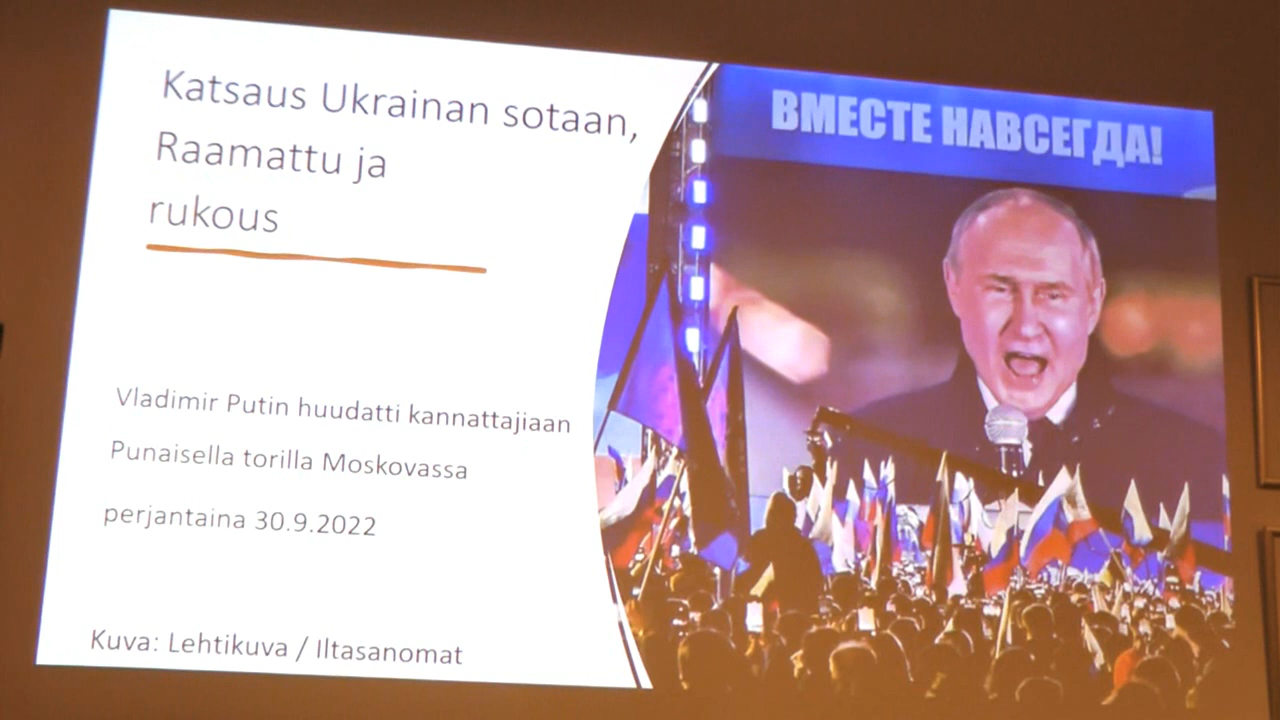 Katsaus Ukrainan sotaan,
Raamattu ja
rukous
Vladimir Putin huudatti kannattajiaan
Punaisella torilla Moskovassa
perjantaina 30.9.2022
Kuva: Lehtikuva / Iltasanomat
ВМЕСТЕ НАВСЕГДА!